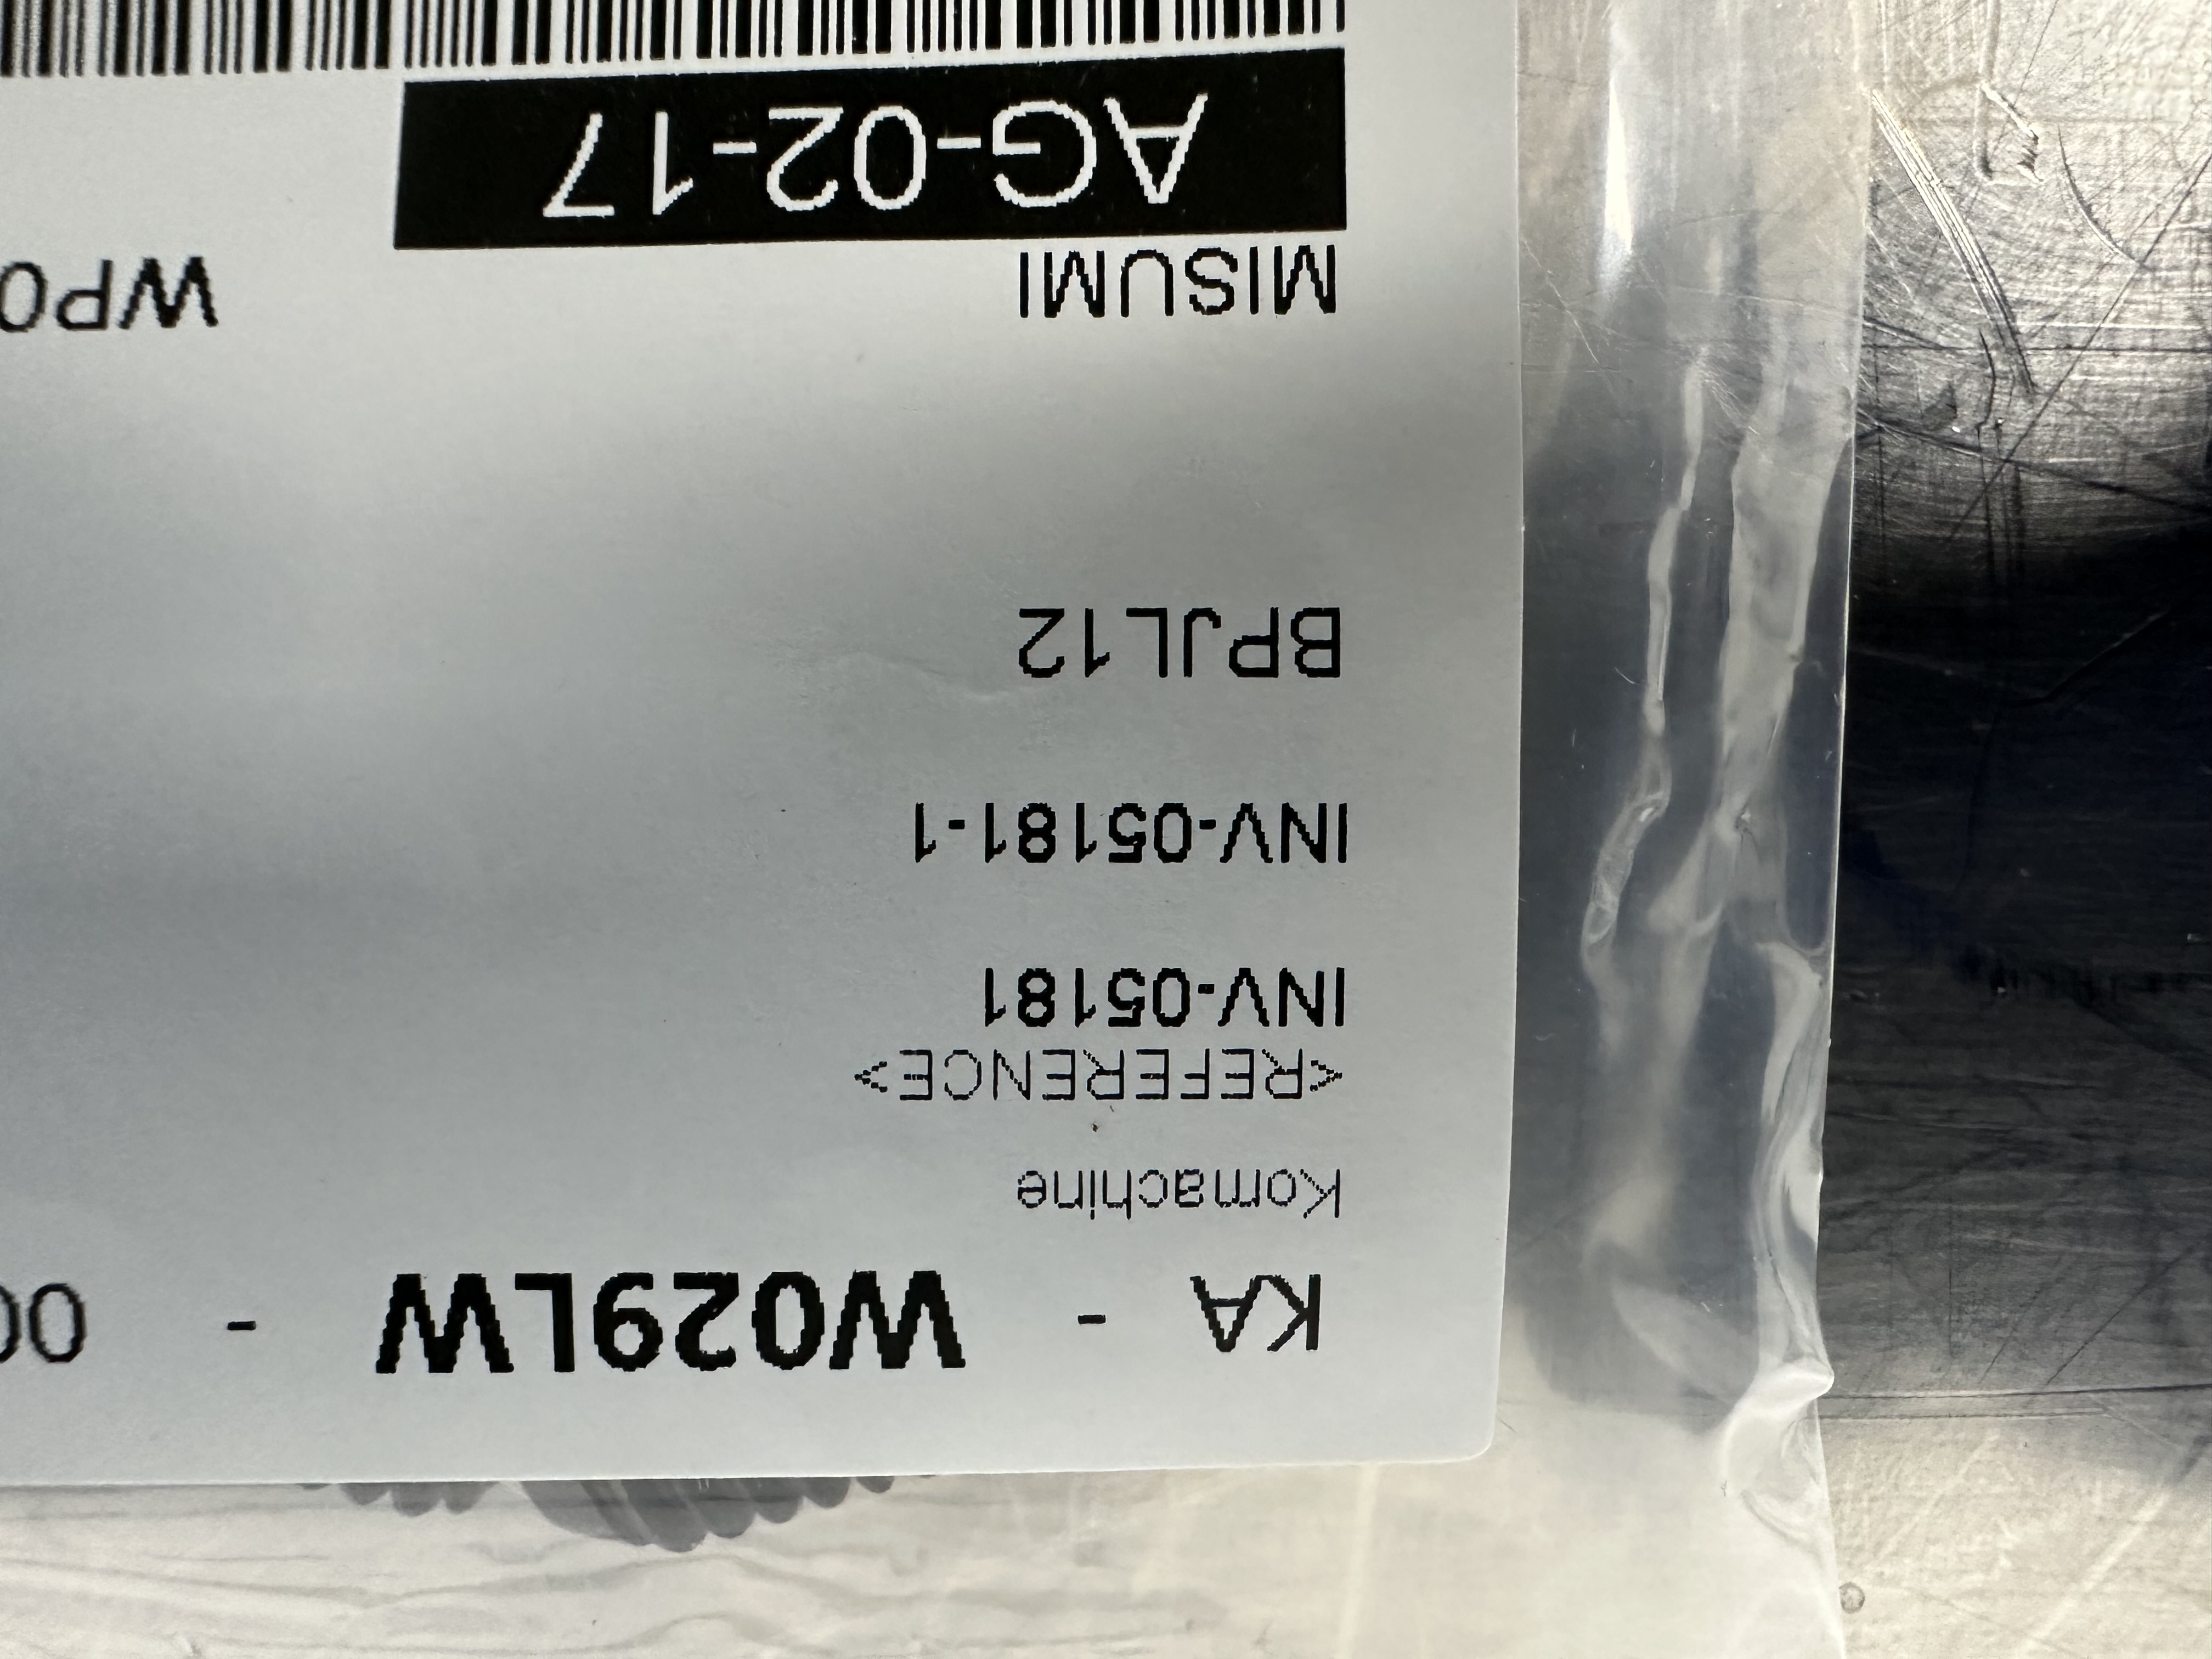 KA - W029LW - 00
Komachine
<REFERENCE>
INV-05181
INV-05181-1
BPJL12
MISUMI WP0
AG-02-17